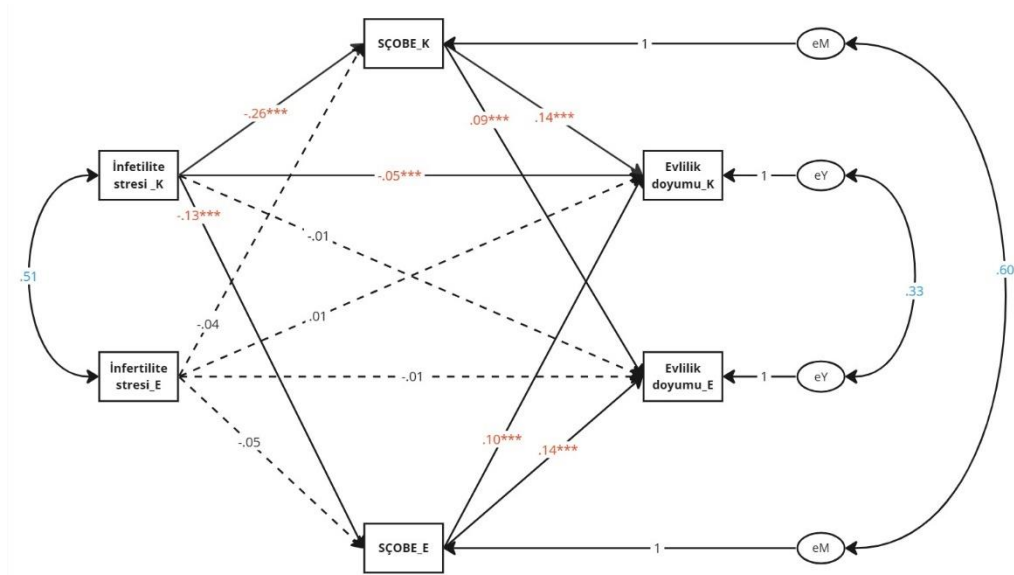 SÇOBE_K
1
eM
-.26***
.09***
.14***
İnfetilite
stresi _K
-.05***
Evlilik
doyumu_K
1
eY
-.13***
-.01
.51
.60
.33
-.04
.01
İnfertilite
stresi_E
-.01
Evlilik
doyumu_E
1
eY
-.05
.10***
.14***
SÇOBE_E
1
eM